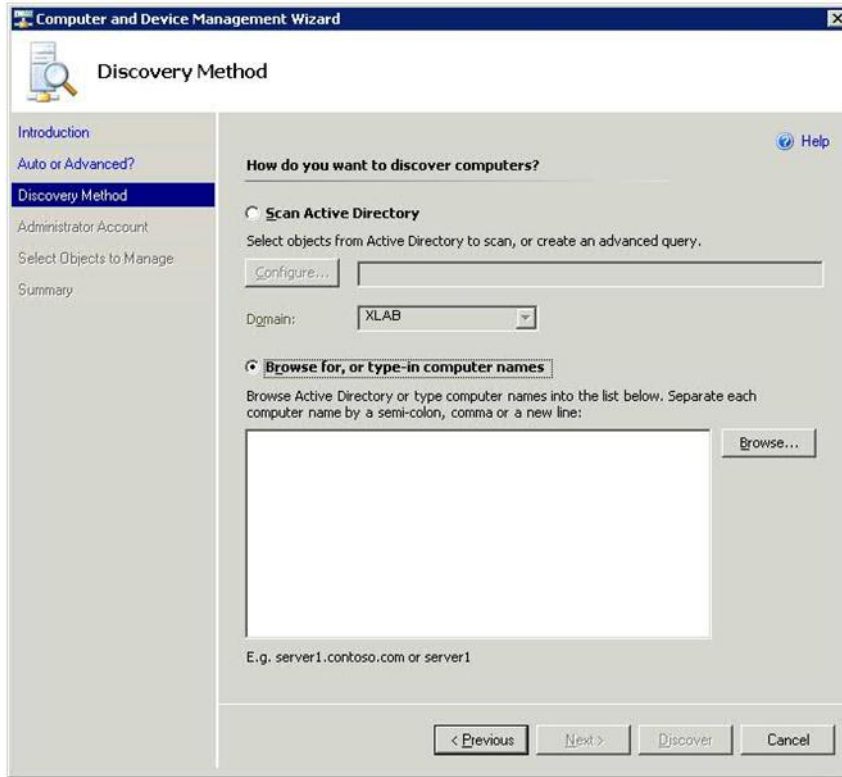 Computer and Device Management Wizard
Discovery Method
Introduction
Auto or Advanced?
Discovery Method
Administrator Account
Select Objects to Manage
Summary
Help
How do you want to discover computers?
Scan Active Directory
Select objects from Active Directory to scan, or create an advanced query.
Configure...
Domain: XLAB
Browse for, or type-in computer names
Browse Active Directory or type computer names into the list below. Separate each
computer name by a semi-colon, comma or a new line:
Browse...
E.g. server1.contoso.com or server1
< Previous Next > Discover Cancel